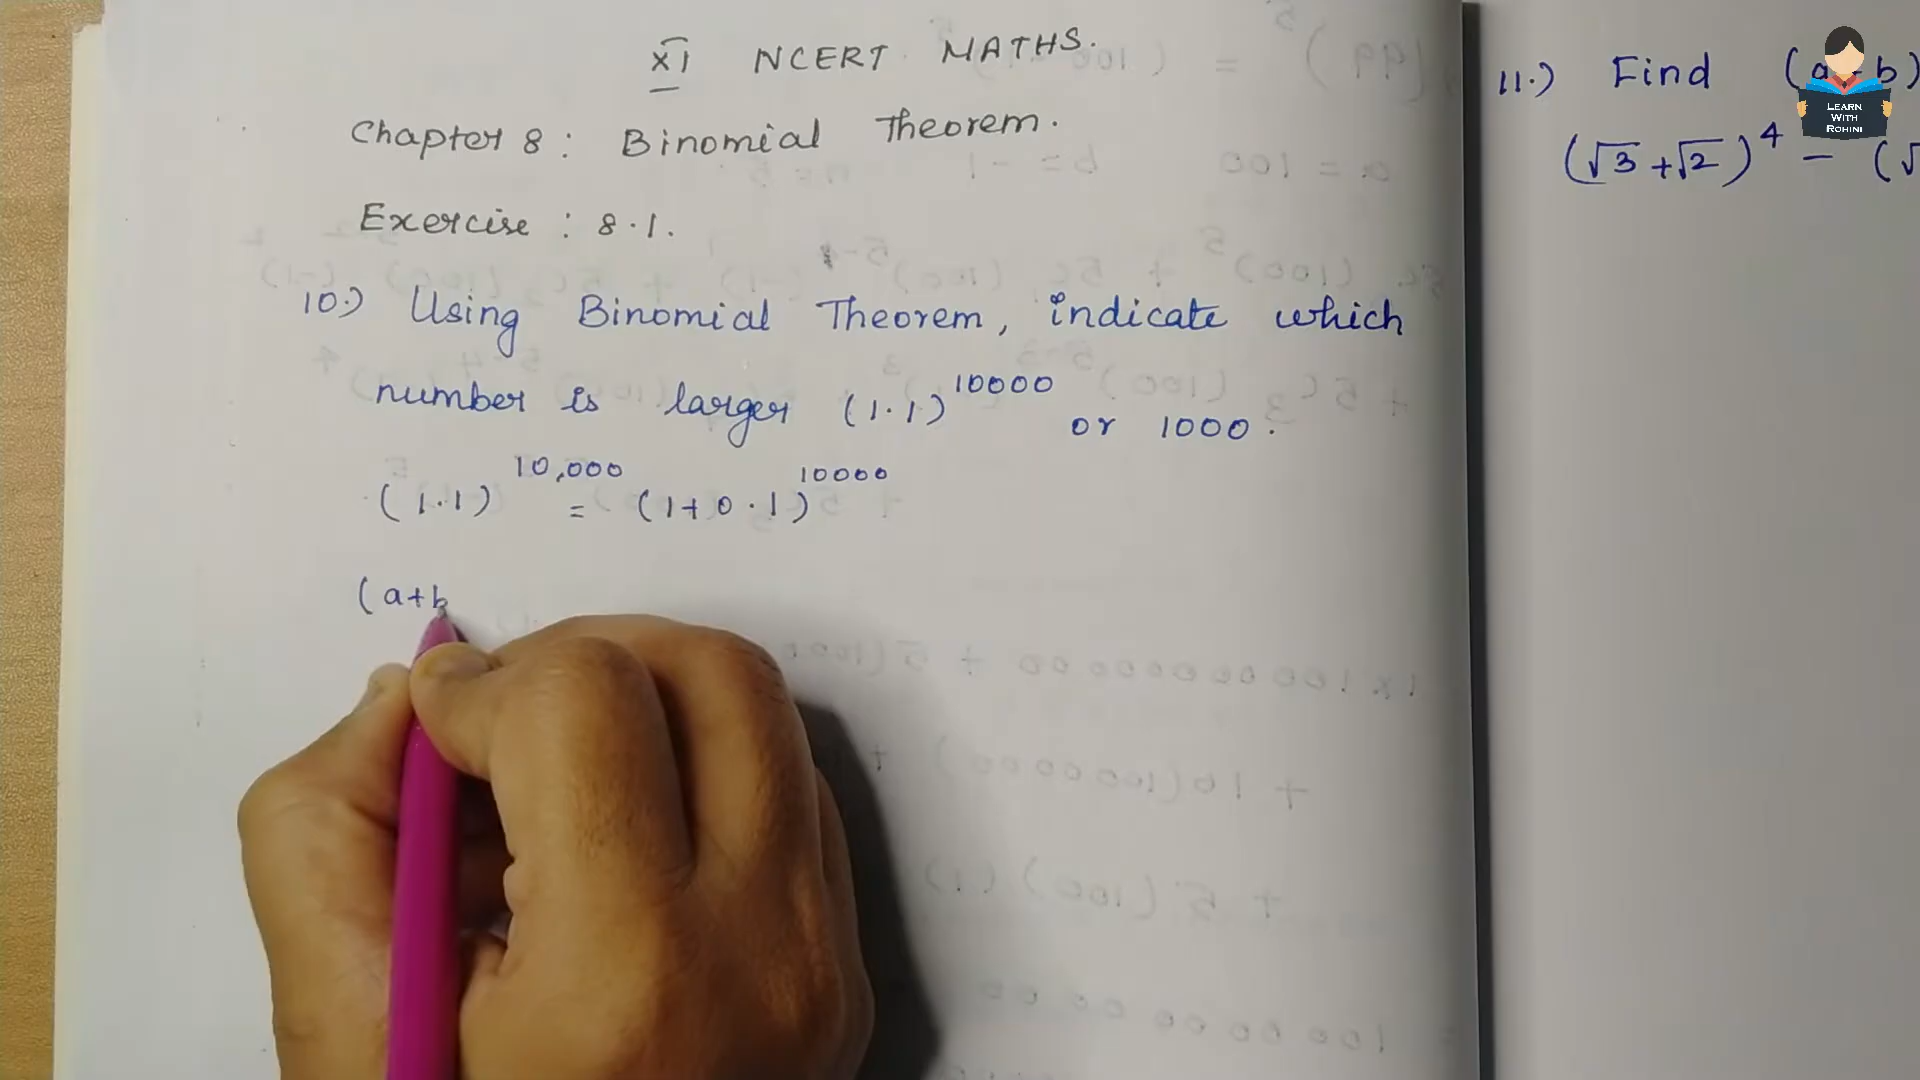 XI NCERT MATHS.
Chapter 8 : Binomial Theorem.
Exercise : 8.1.
10.) Using Binomial Theorem, indicate which
number is larger (1.1)^10000 or 1000.
(1.1)^10,000 = (1+0.1)^10000
(a+b
11.) Find (a+b)
(√3+√2)^4 - (√
LEARN
WITH
ROHINI